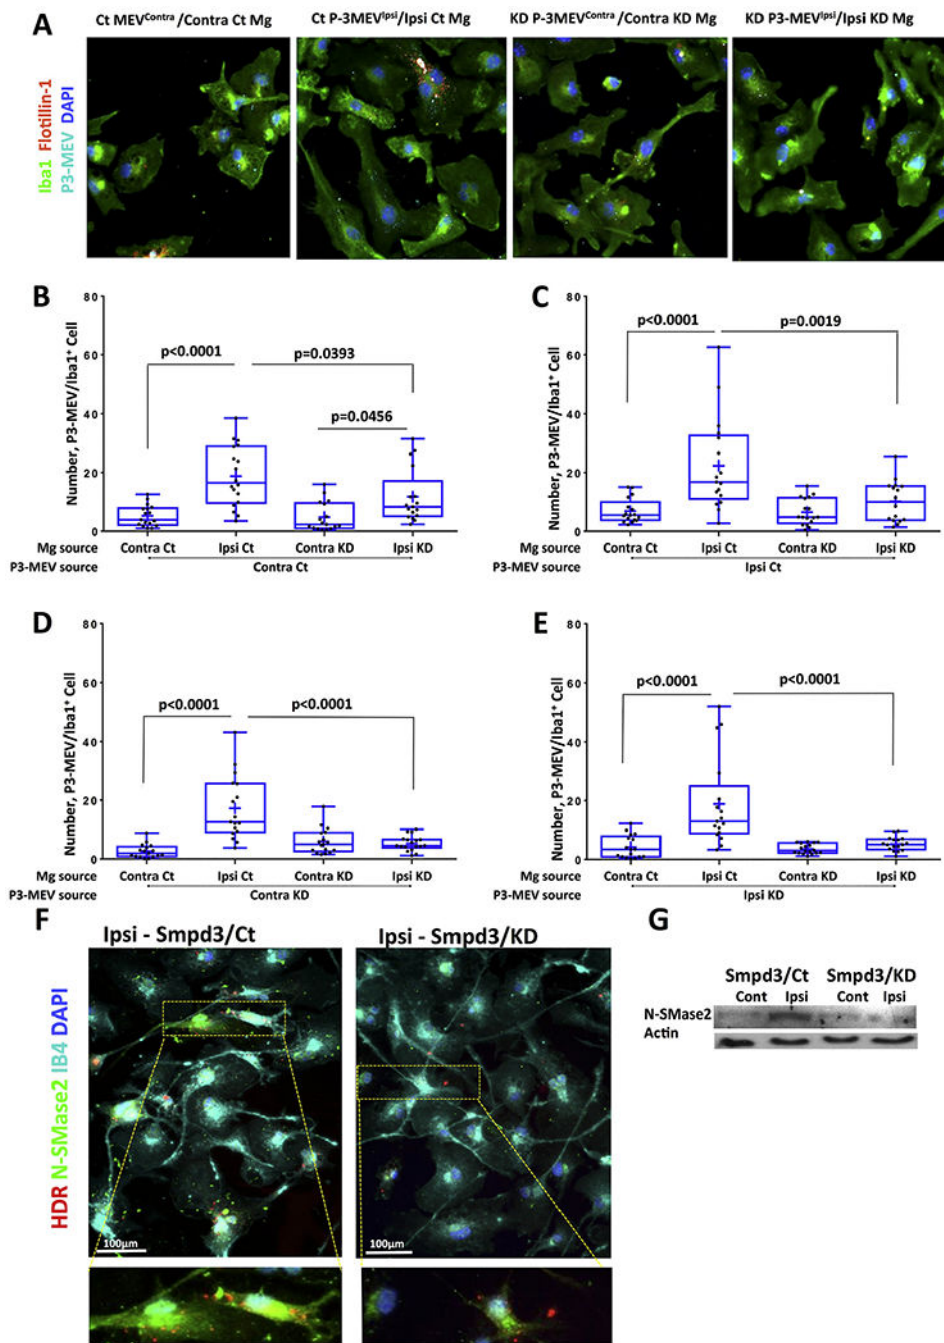 A
Ct MEVContra/Contra Ct Mg
Ct P-3MEVIpsi/Ipsi Ct Mg
KD P-3MEVContra/Contra KD Mg
KD P3-MEVIpsi/Ipsi KD Mg
Iba1 Flotillin-1
P3-MEV DAPI
B
Number, P3-MEV/Iba1+ Cell
80
60
40
20
0
p<0.0001
p=0.0393
p=0.0456
Mg source Contra Ct Ipsi Ct Contra KD Ipsi KD
P3-MEV source Contra Ct
C
Number, P3-MEV/Iba1+ Cell
80
60
40
20
0
p<0.0001
p=0.0019
Mg source Contra Ct Ipsi Ct Contra KD Ipsi KD
P3-MEV source Ipsi Ct
D
Number, P3-MEV/Iba1+ Cell
80
60
40
20
0
p<0.0001
p<0.0001
Mg source Contra Ct Ipsi Ct Contra KD Ipsi KD
P3-MEV source Contra KD
E
Number, P3-MEV/Iba1+ Cell
80
60
40
20
0
p<0.0001
p<0.0001
Mg source Contra Ct Ipsi Ct Contra KD Ipsi KD
P3-MEV source Ipsi KD
F
Ipsi - Smpd3/Ct
Ipsi - Smpd3/KD
HDR N-SMase2 IB4 DAPI
100μm
100μm
G
Smpd3/Ct Smpd3/KD
Cont Ipsi Cont Ipsi
N-SMase2
Actin